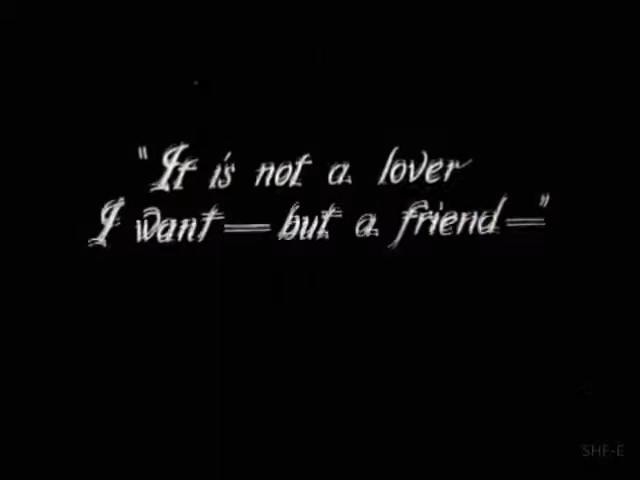 "It is not a lover
I want — but a friend —"
SHF-E